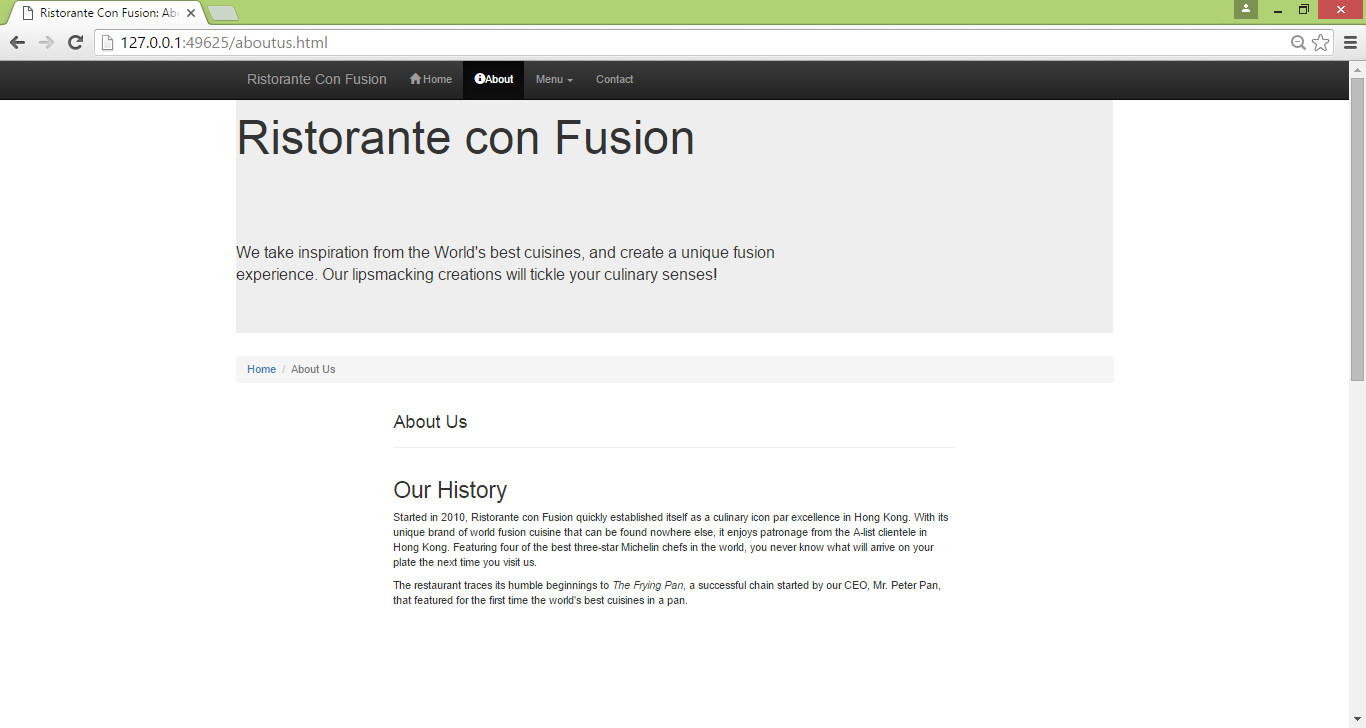 Ristorante Con Fusion: Abo
127.0.0.1:49625/aboutus.html
Ristorante Con Fusion Home About Menu Contact
Ristorante con Fusion
We take inspiration from the World's best cuisines, and create a unique fusion
experience. Our lipsmacking creations will tickle your culinary senses!
Home / About Us
About Us
Our History
Started in 2010, Ristorante con Fusion quickly established itself as a culinary icon par excellence in Hong Kong. With its
unique brand of world fusion cuisine that can be found nowhere else, it enjoys patronage from the A-list clientele in
Hong Kong. Featuring four of the best three-star Michelin chefs in the world, you never know what will arrive on your
plate the next time you visit us.
The restaurant traces its humble beginnings to The Frying Pan, a successful chain started by our CEO, Mr. Peter Pan,
that featured for the first time the world's best cuisines in a pan.